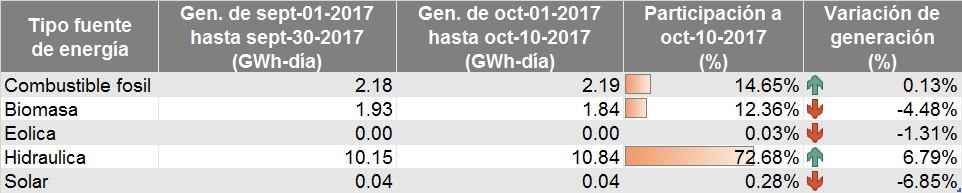 Tipo fuente de energía Gen. de sept-01-2017 hasta sept-30-2017 (GWh-día) Gen. de oct-01-2017 hasta oct-10-2017 (GWh-día) Participación a oct-10-2017 (%) Variación de generación (%)
Combustible fosil 2.18 2.19 14.65% 0.13%
Biomasa 1.93 1.84 12.36% -4.48%
Eolica 0.00 0.00 0.03% -1.31%
Hidraulica 10.15 10.84 72.68% 6.79%
Solar 0.04 0.04 0.28% -6.85%